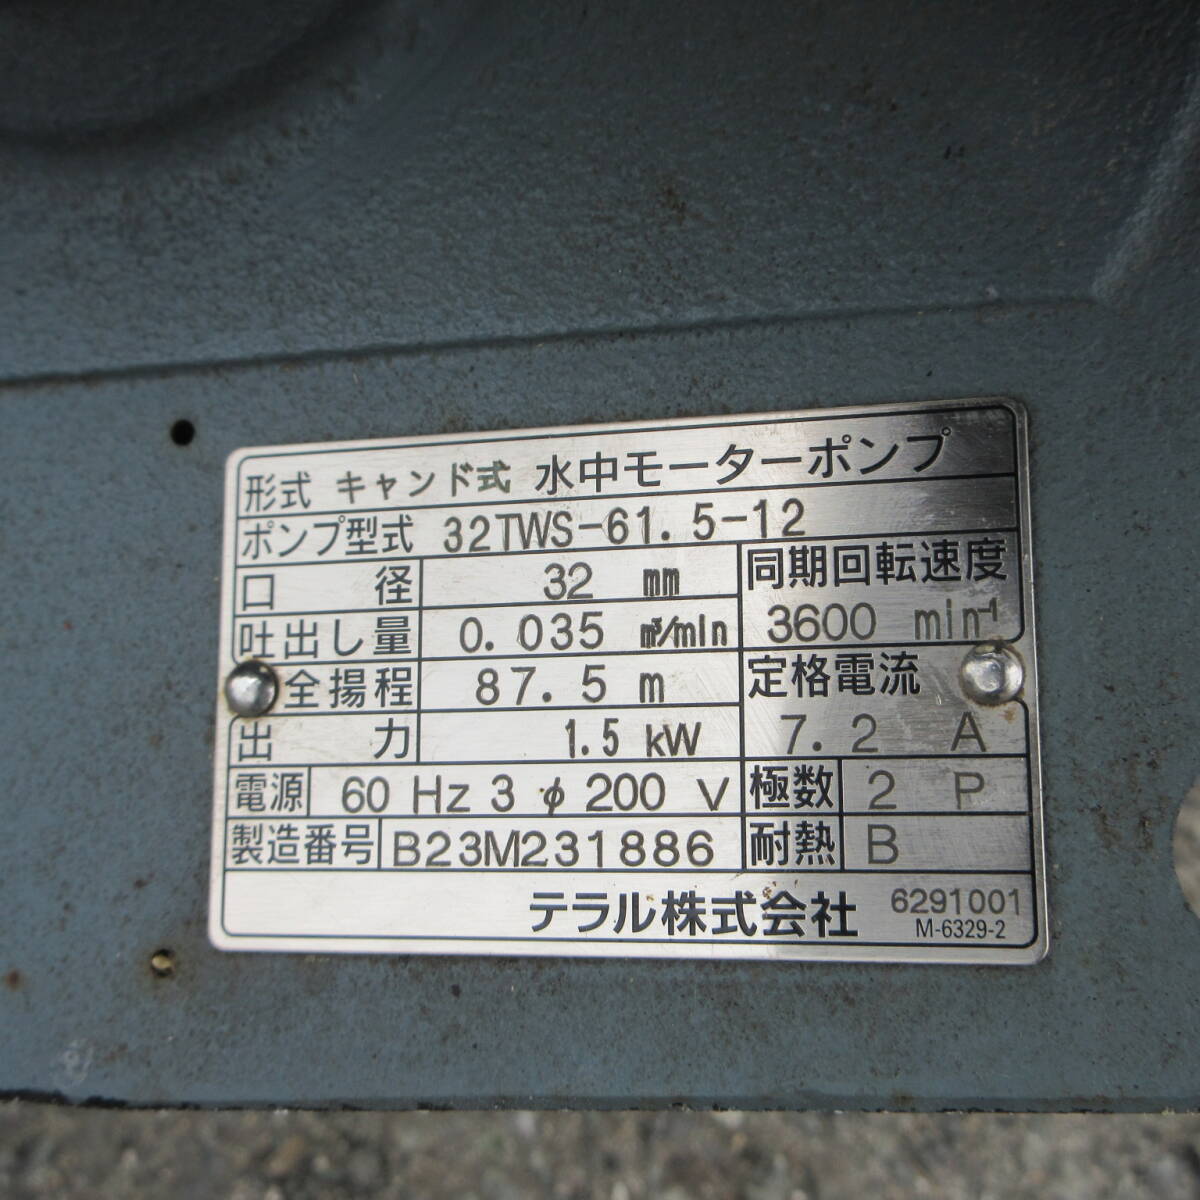 形式 キャンド式 水中モーターポンプ
ポンプ型式 32TWS-61.5-12
口径 32 mm
同期回転速度
吐出し量 0.035 m³/min
3600 min-1
全揚程 87.5 m
定格電流
出力 1.5 kW
7.2 A
電源 60 Hz 3 φ 200 V 極数 2 P
製造番号 B23M231886 耐熱 B
テラル株式会社 6291001
M-6329-2